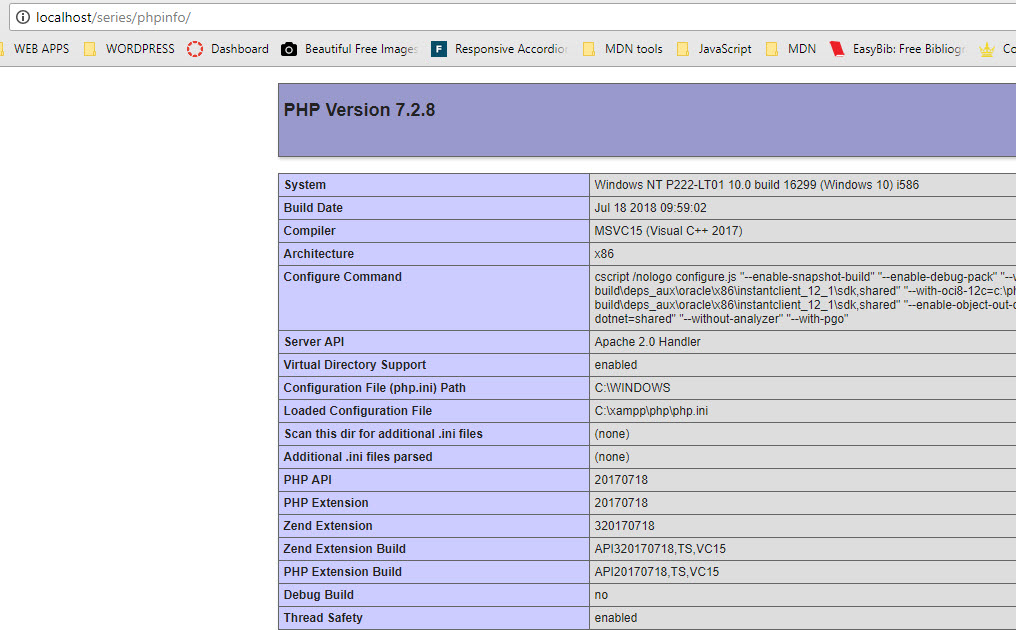 localhost/series/phpinfo/
WEB APPS WORDPRESS Dashboard Beautiful Free Images Responsive Accordion MDN tools JavaScript MDN EasyBib: Free Bibliogr Co
PHP Version 7.2.8
System Windows NT P222-LT01 10.0 build 16299 (Windows 10) i586
Build Date Jul 18 2018 09:59:02
Compiler MSVC15 (Visual C++ 2017)
Architecture x86
Configure Command cscript /nologo configure.js "--enable-snapshot-build" "--enable-debug-pack"
build\deps_aux\oracle\x86\instantclient_12_1\sdk,shared" "--with-oci8-12c=c:\ph
build\deps_aux\oracle\x86\instantclient_12_1\sdk,shared" "--enable-object-out-
dotnet=shared" "--without-analyzer" "--with-pgo"
Server API Apache 2.0 Handler
Virtual Directory Support enabled
Configuration File (php.ini) Path C:\WINDOWS
Loaded Configuration File C:\xampp\php\php.ini
Scan this dir for additional .ini files (none)
Additional .ini files parsed (none)
PHP API 20170718
PHP Extension 20170718
Zend Extension 320170718
Zend Extension Build API320170718,TS,VC15
PHP Extension Build API20170718,TS,VC15
Debug Build no
Thread Safety enabled